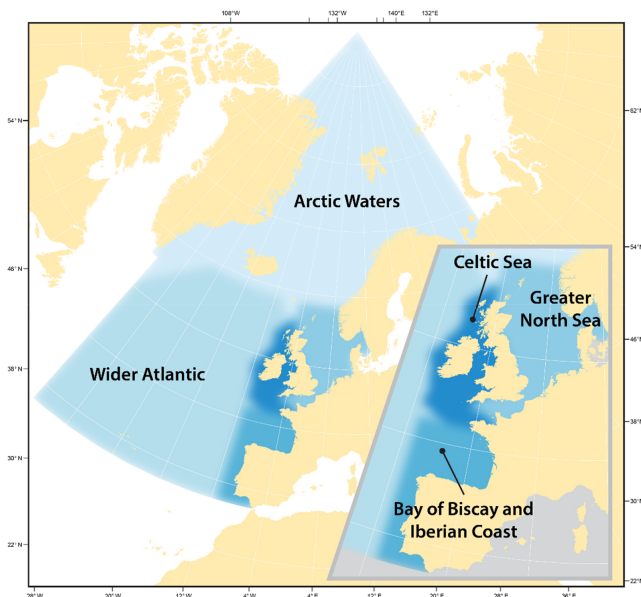 108°W
132°W
140°E
132°E
54°N
62°N
Arctic Waters
54°N
46°N
Celtic Sea
Greater
North Sea
46°N
38°N
Wider Atlantic
38°N
30°N
30°N
Bay of Biscay and
Iberian Coast
22°N
22°N
28°W
20°W
12°W
4°W
4°E
12°E
20°E
28°E
36°E